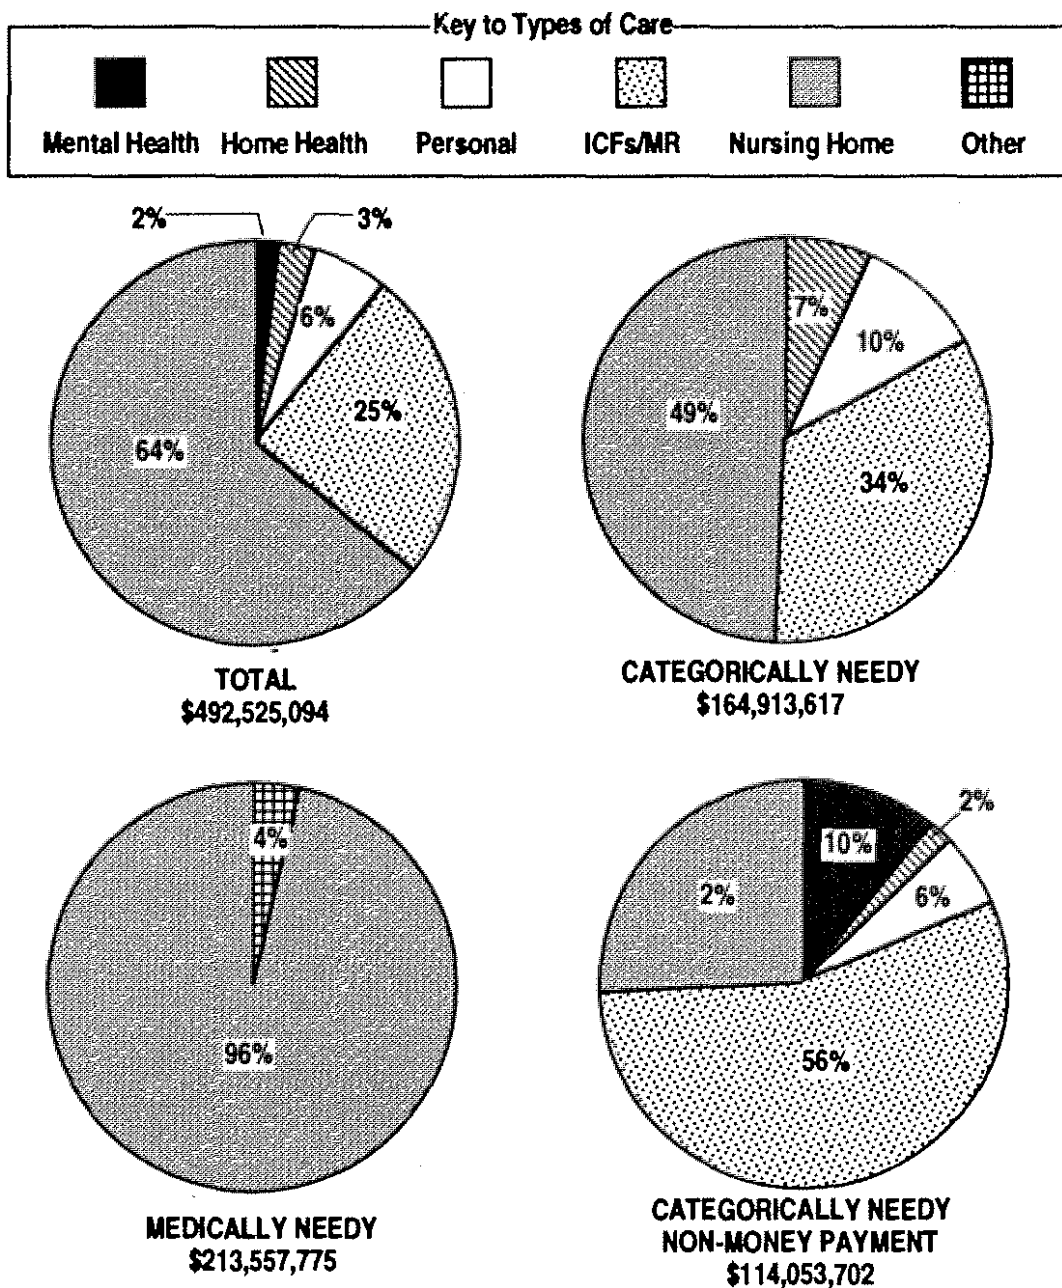 Key to Types of Care
Mental Health Home Health Personal ICFs/MR Nursing Home Other
2% 3%
6%
25%
64%
TOTAL
$492,525,094
7%
10%
49%
34%
CATEGORICALLY NEEDY
$164,913,617
4%
96%
MEDICALLY NEEDY
$213,557,775
2%
10%
6%
2%
56%
CATEGORICALLY NEEDY
NON-MONEY PAYMENT
$114,053,702